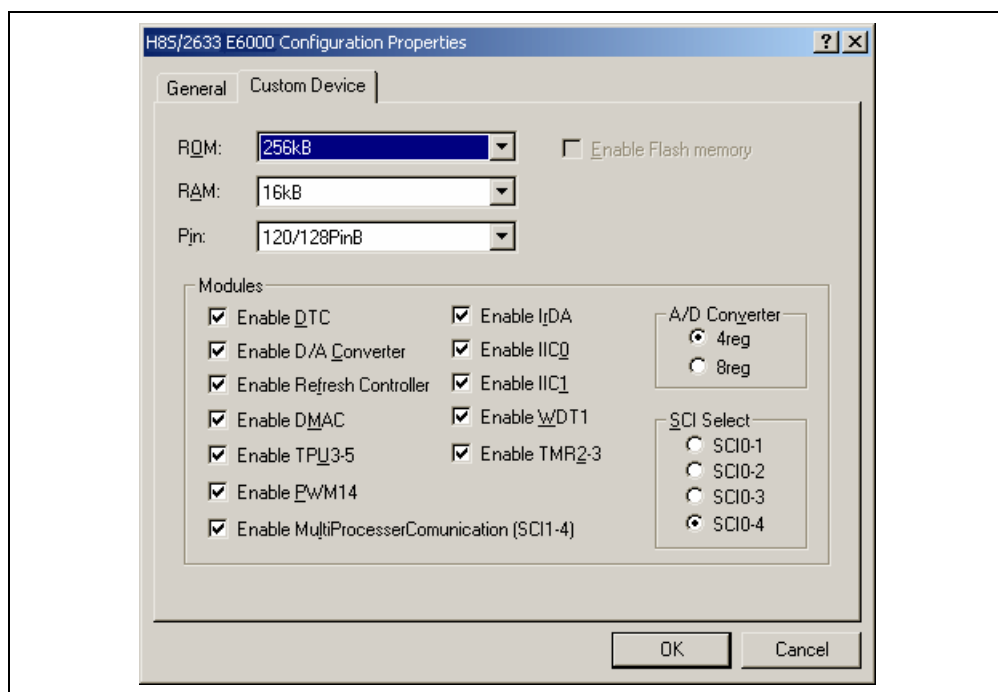 H8S/2633 E6000 Configuration Properties
General
Custom Device
ROM:
256kB
Enable Flash memory
RAM:
16kB
Pin:
120/128PinB
Modules
Enable DTC
Enable D/A Converter
Enable Refresh Controller
Enable DMAC
Enable TPU3-5
Enable PWM14
Enable MultiProcesserComunication (SCI1-4)
Enable IrDA
Enable IIC0
Enable IIC1
Enable WDT1
Enable TMR2-3
A/D Converter
4reg
8reg
SCI Select
SCI0-1
SCI0-2
SCI0-3
SCI0-4
OK
Cancel